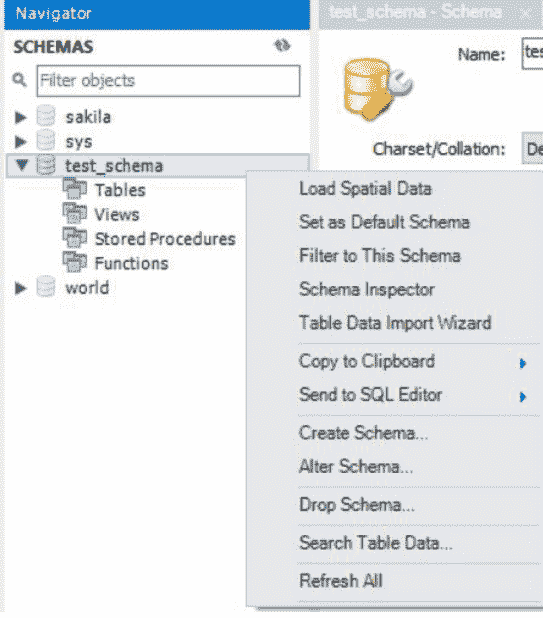 Navigator
test_schema - Schema ×
SCHEMAS
Name: tes
Filter objects
sakila
sys
Charset/Collation: De
test_schema
Tables
Views
Stored Procedures
Functions
world
Load Spatial Data
Set as Default Schema
Filter to This Schema
Schema Inspector
Table Data Import Wizard
Copy to Clipboard
Send to SQL Editor
Create Schema...
Alter Schema...
Drop Schema...
Search Table Data...
Refresh All